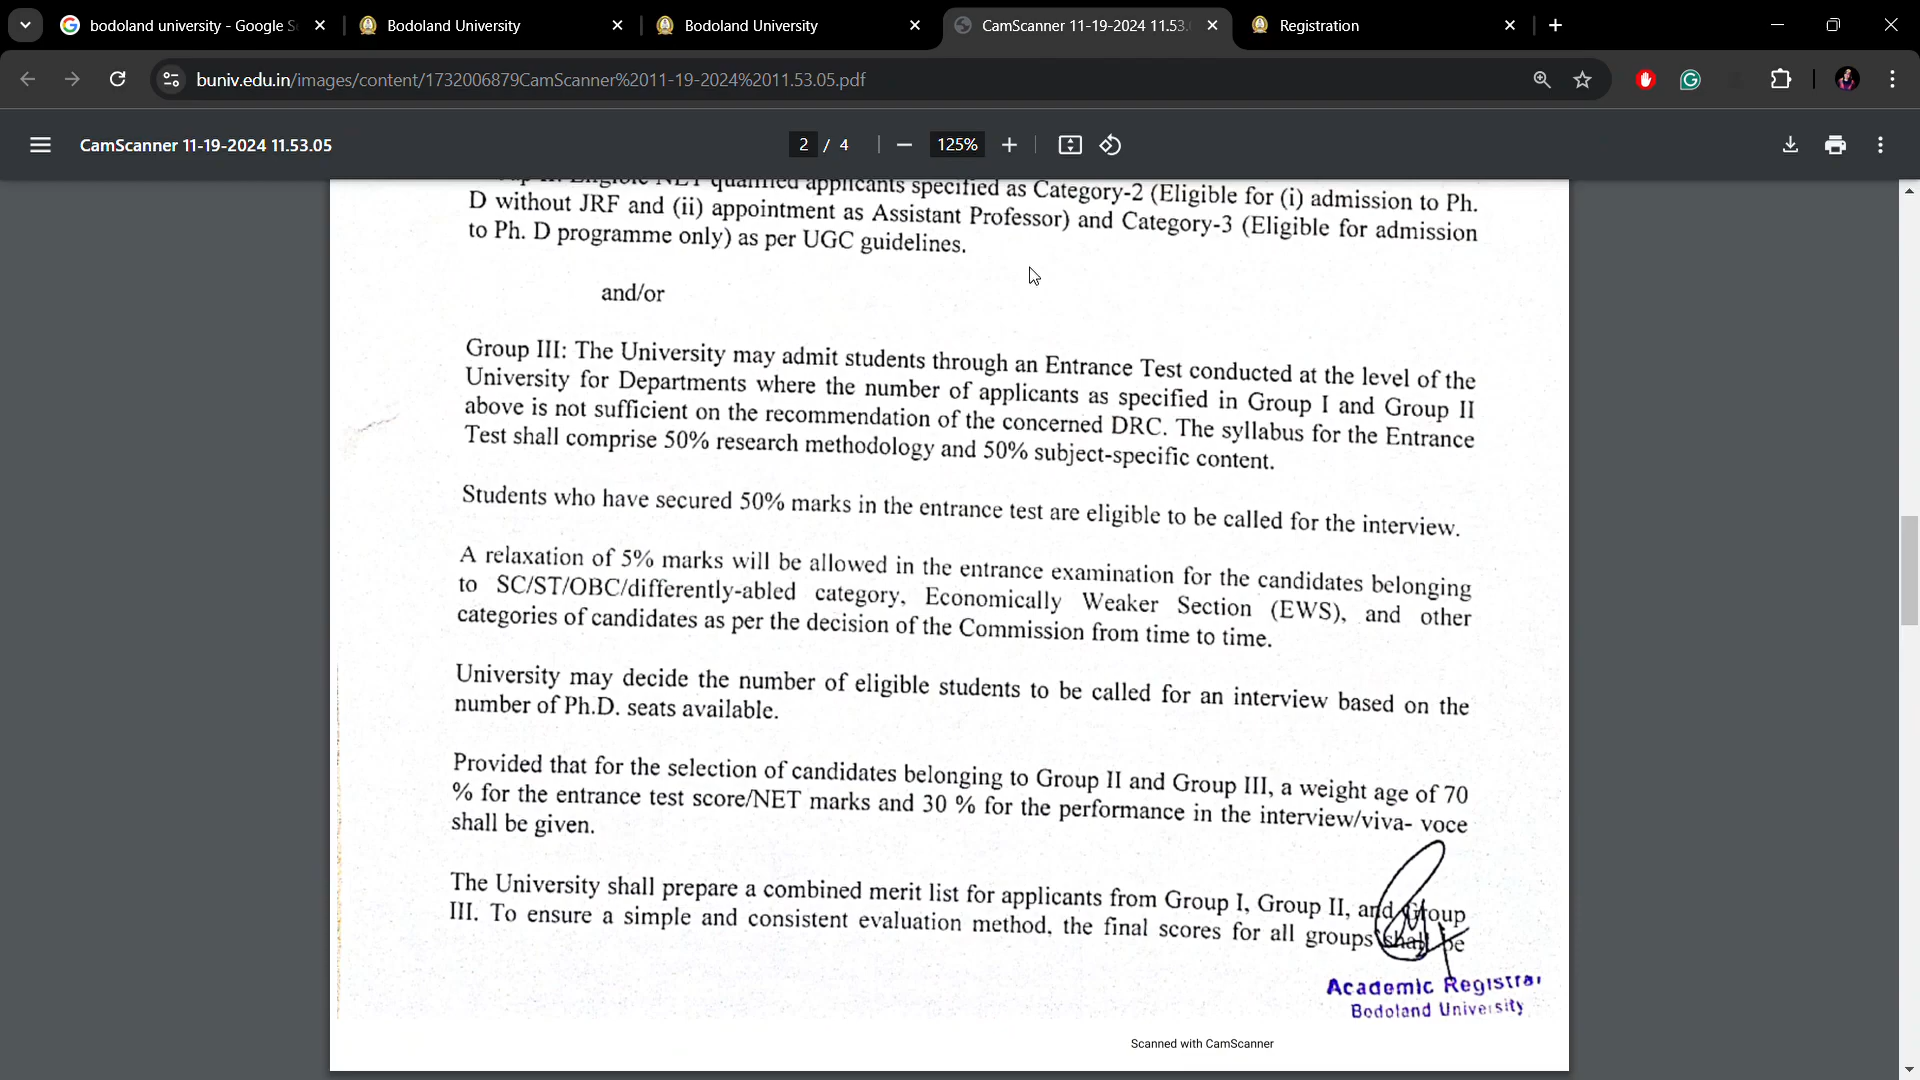 bodoland university - Google S
Bodoland University
Bodoland University
CamScanner 11-19-2024 11.53.
Registration
buniv.edu.in/images/content/1732006879CamScanner%2011-19-2024%2011.53.05.pdf
CamScanner 11-19-2024 11.53.05
2 / 4
125%
NET qualified applicants specified as Category-2 (Eligible for (i) admission to Ph.
D without JRF and (ii) appointment as Assistant Professor) and Category-3 (Eligible for admission
to Ph. D programme only) as per UGC guidelines.
and/or
Group III: The University may admit students through an Entrance Test conducted at the level of the
University for Departments where the number of applicants as specified in Group I and Group II
above is not sufficient on the recommendation of the concerned DRC. The syllabus for the Entrance
Test shall comprise 50% research methodology and 50% subject-specific content.
Students who have secured 50% marks in the entrance test are eligible to be called for the interview.
A relaxation of 5% marks will be allowed in the entrance examination for the candidates belonging
to SC/ST/OBC/differently-abled category, Economically Weaker Section (EWS), and other
categories of candidates as per the decision of the Commission from time to time.
University may decide the number of eligible students to be called for an interview based on the
number of Ph.D. seats available.
Provided that for the selection of candidates belonging to Group II and Group III, a weight age of 70
% for the entrance test score/NET marks and 30 % for the performance in the interview/viva- voce
shall be given.
The University shall prepare a combined merit list for applicants from Group I, Group II, and Group
III. To ensure a simple and consistent evaluation method, the final scores for all groups shall be
Academic Registrar
Bodoland University
Scanned with CamScanner